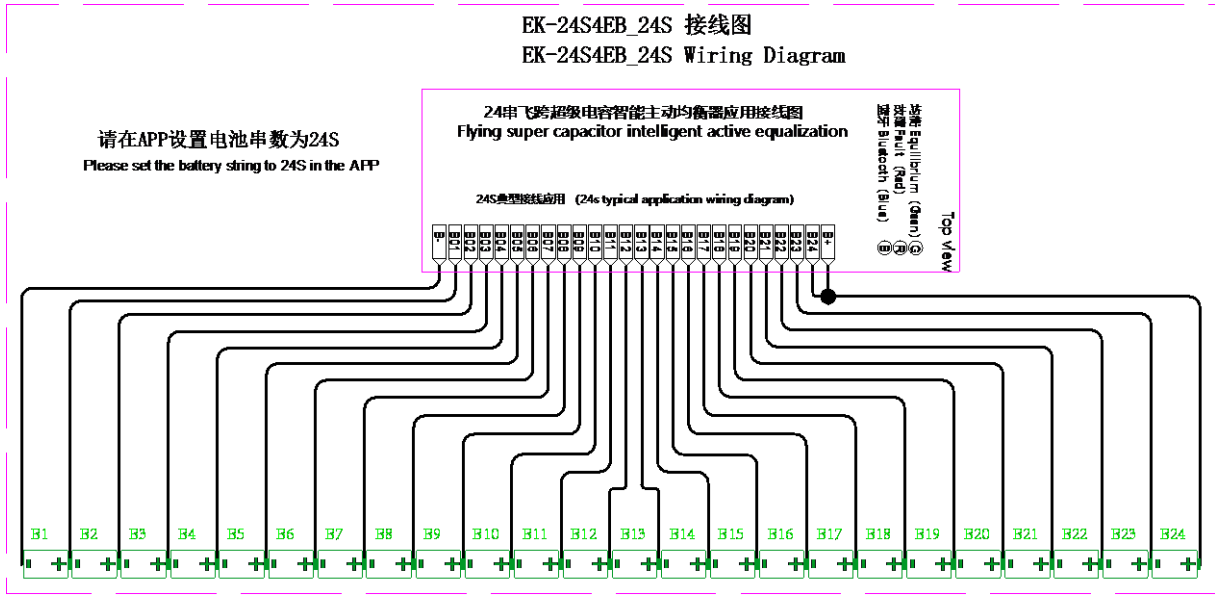 EK-24S4EB_24S 接线图
EK-24S4EB_24S Wiring Diagram
24串飞跨超级电容智能主动均衡器应用接线图
Flying super capacitor intelligent active equalization
请在APP设置电池串数为24S
Please set the battery string to 24S in the APP
24S典型接线应用 (24s typical application wiring diagram)
均衡 Equilibrium (Green) G
故障 Fault (Red) R
蓝牙 Bluetooth (Blue) B
Top view
B- B01 B02 B03 B04 B05 B06 B07 B08 B09 B10 B11 B12 B13 B14 B15 B16 B17 B18 B19 B20 B21 B22 B23 B24 B+
B1 B2 B3 B4 B5 B6 B7 B8 B9 B10 B11 B12 B13 B14 B15 B16 B17 B18 B19 B20 B21 B22 B23 B24
- + - + - + - + - + - + - + - + - + - + - + - + - + - + - + - + - + - + - + - + - + - + - + - +